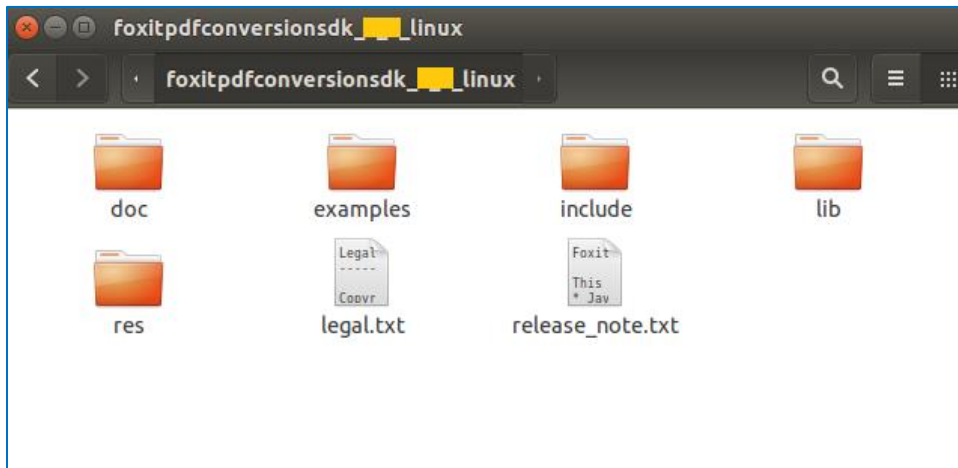 foxitpdfconversionsdk_ _ _linux
foxitpdfconversionsdk_ _ _linux
doc
examples
include
lib
Legal
-----
Copyr
Foxit
This
* Jav
res
legal.txt
release_note.txt